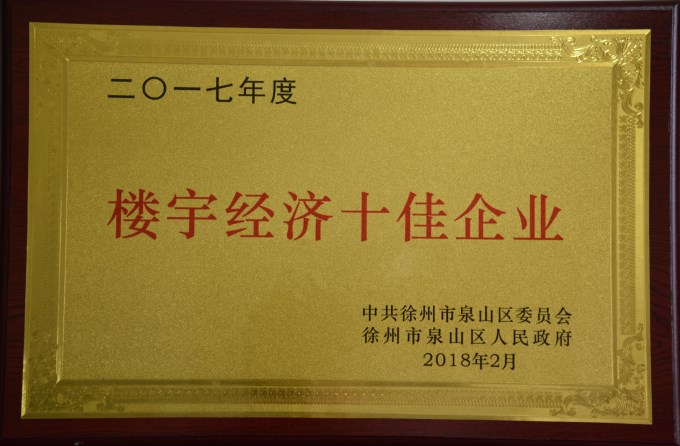 二〇一七年度
楼宇经济十佳企业
中共徐州市泉山区委员会
徐州市泉山区人民政府
2018年2月